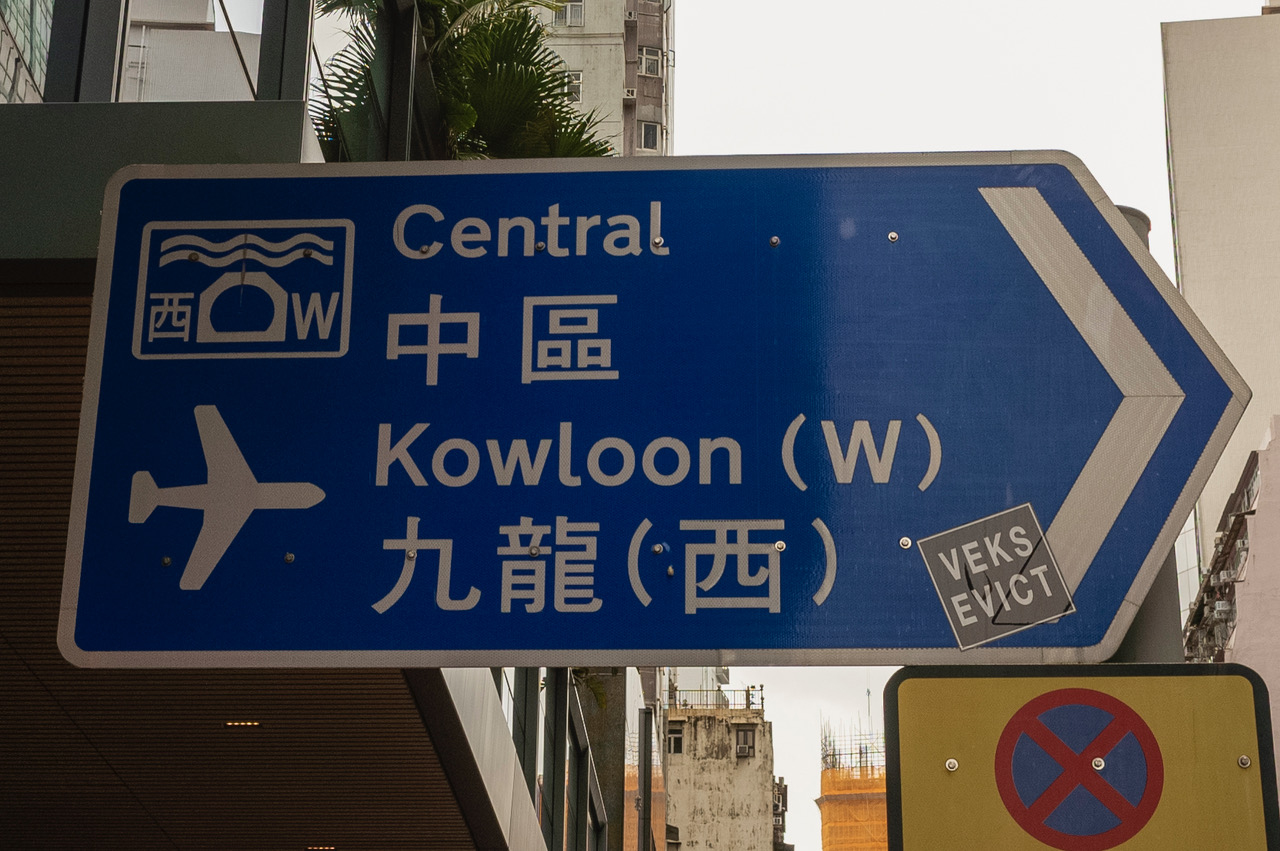 Central
西 W
中區
Kowloon (W)
九龍(西)
VEKS
EVICT